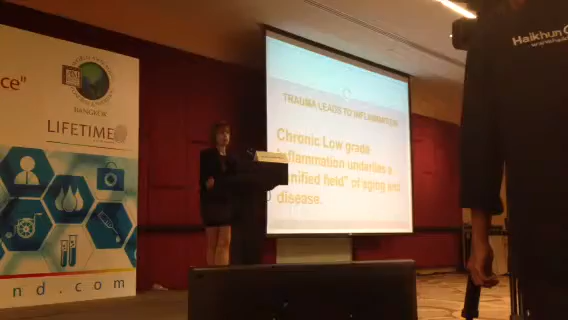 ce"
BANGKOK
LIFETIME
nd.com
TRAUMA LEADS TO INFLAMMATION
Chronic Low grade
inflammation underlies a
"unified field" of aging and
disease.
Haikhun